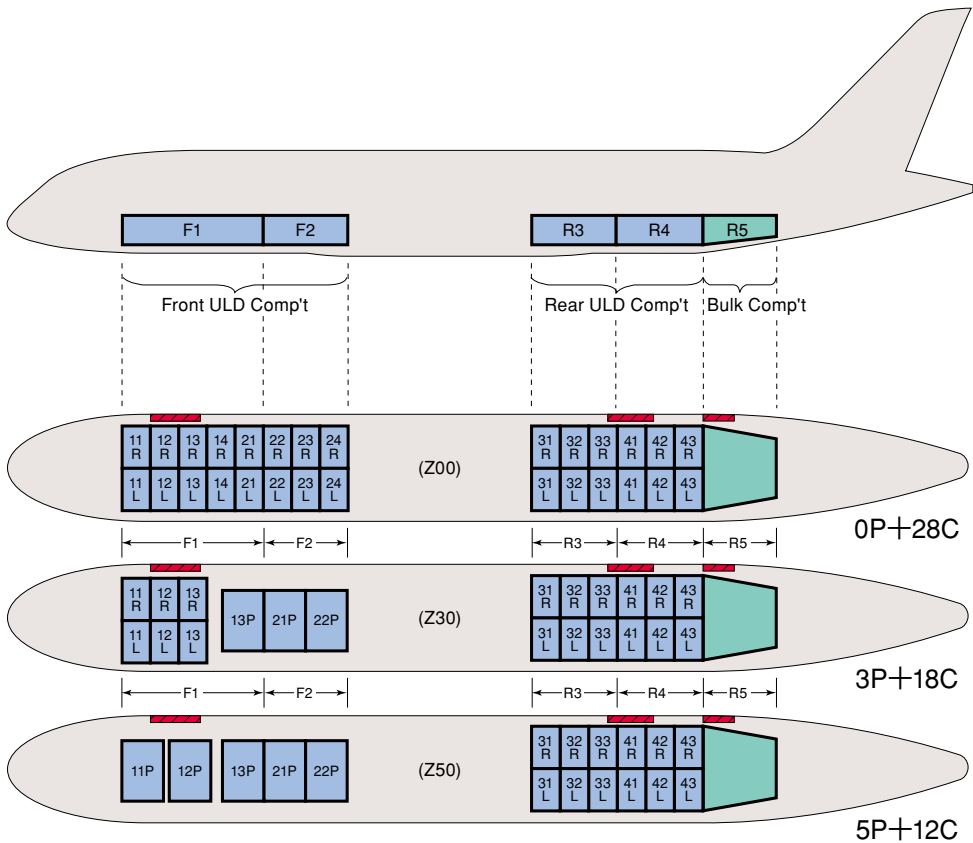 F1 F2 R3 R4 R5
Front ULD Comp't Rear ULD Comp't Bulk Comp't
11 12 13 14 21 22 23 24 31 32 33 41 42 43
R R R R R R R R R R R R R R
(Z00)
11 12 13 14 21 22 23 24 31 32 33 41 42 43
L L L L L L L L L L L L L L
0P+28C
F1 F2 R3 R4 R5
11 12 13 31 32 33 41 42 43
R R R R R R R R R
13P 21P 22P (Z30)
11 12 13 31 32 33 41 42 43
L L L L L L L L L
3P+18C
F1 F2 R3 R4 R5
31 32 33 41 42 43
R R R R R R
11P 12P 13P 21P 22P (Z50)
31 32 33 41 42 43
L L L L L L
5P+12C